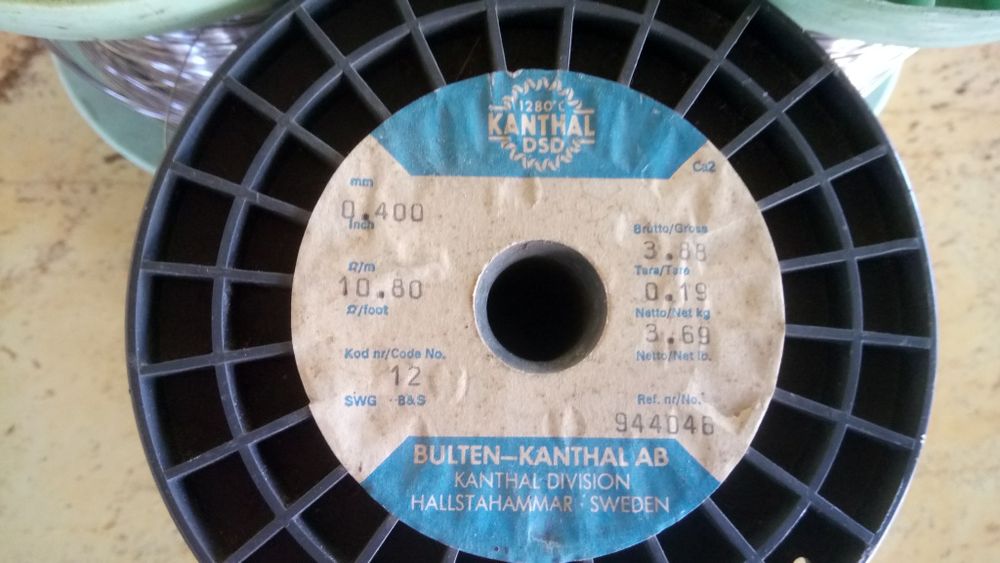 1280°C
KANTHAL
DSD
Ca2
mm
0.400
Inch
Ω/m
10.80
Ω/foot
Kod nr/Code No.
12
SWG B&S
Brutto/Gross
3.88
Tara/Tare
0.19
Netto/Net kg
3.69
Netto/Net lb.
Ref. nr/No.
944046
BULTEN-KANTHAL AB
KANTHAL DIVISION
HALLSTAHAMMAR · SWEDEN